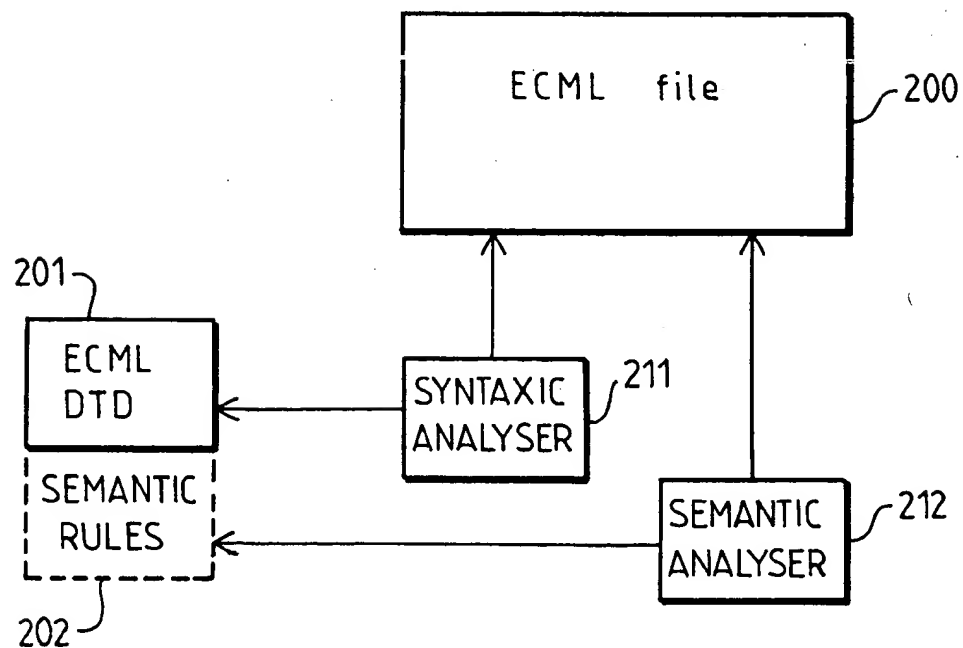 ECML file
200
201
ECML
DTD
SYNTAXIC
ANALYSER
211
SEMANTIC
RULES
SEMANTIC
ANALYSER
212
202